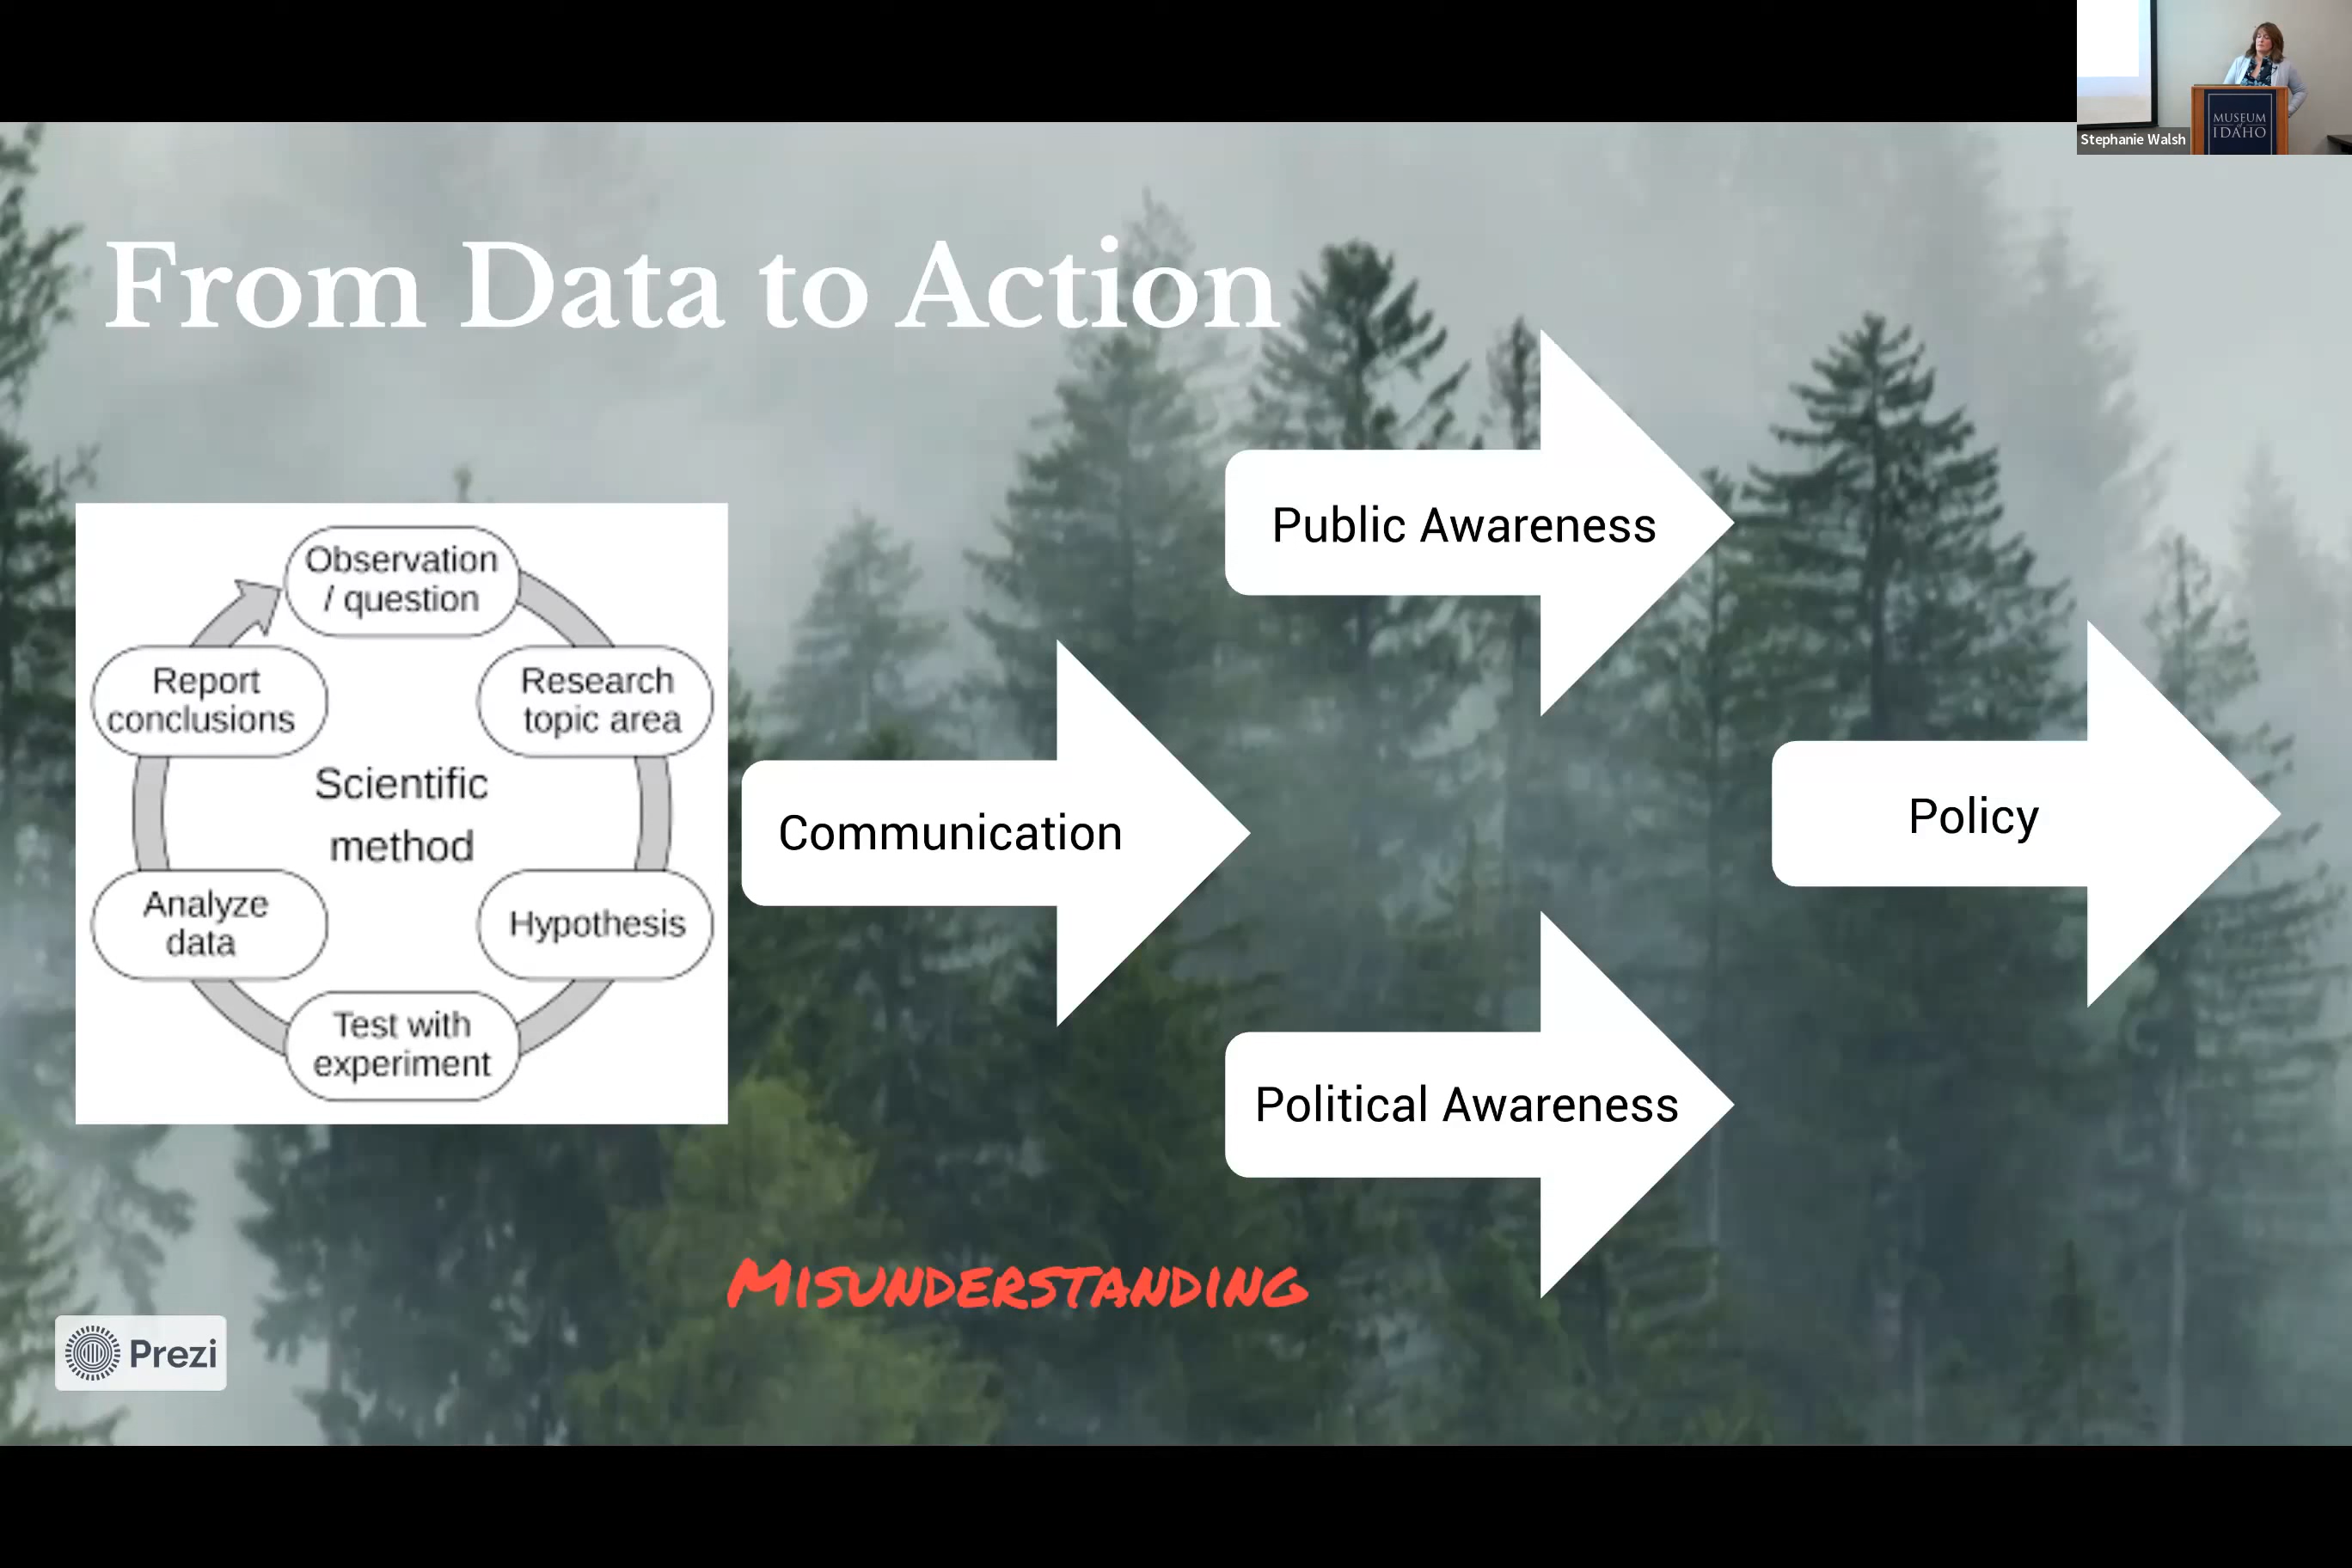 MUSEUM
of
IDAHO
Stephanie Walsh
From Data to Action
Observation
/ question
Research
topic area
Hypothesis
Test with
experiment
Analyze
data
Report
conclusions
Scientific
method
Communication
Public Awareness
Political Awareness
Policy
MISUNDERSTANDING
Prezi